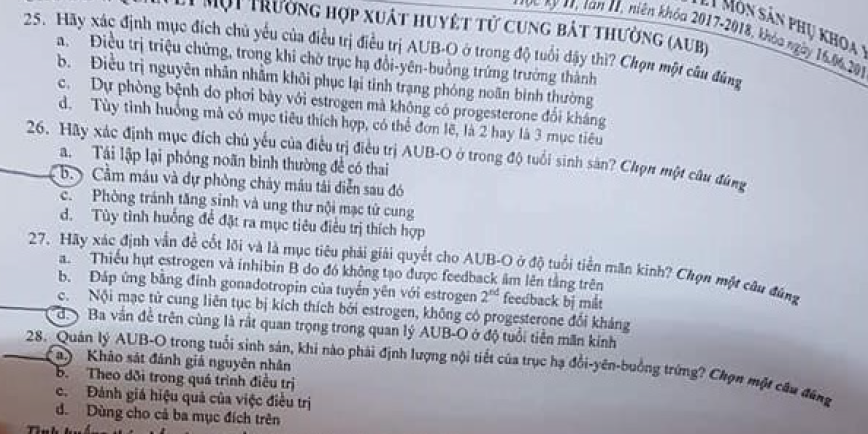 MÔN SẢN PHỤ KHOA Y
kỳ II, lần II, niên khóa 2017-2018, khóa ngày 16.06.201
MỘT TRƯỜNG HỢP XUẤT HUYẾT TỬ CUNG BẤT THƯỜNG (AUB)
25. Hãy xác định mục đích chủ yếu của điều trị điều trị AUB-O ở trong độ tuổi dậy thì? Chọn một câu đúng
a. Điều trị triệu chứng, trong khi chờ trục hạ đồi-yên-buồng trứng trưởng thành
b. Điều trị nguyên nhân nhằm khôi phục lại tình trạng phóng noãn bình thường
c. Dự phòng bệnh do phơi bày với estrogen mà không có progesterone đối kháng
d. Tùy tình huống mà có mục tiêu thích hợp, có thể đơn lẽ, là 2 hay là 3 mục tiêu
26. Hãy xác định mục đích chủ yếu của điều trị điều trị AUB-O ở trong độ tuổi sinh sản? Chọn một câu đúng
a. Tái lập lại phóng noãn bình thường để có thai
b. Cầm máu và dự phòng chảy máu tái diễn sau đó
c. Phòng tránh tăng sinh và ung thư nội mạc tử cung
d. Tùy tình huống để đặt ra mục tiêu điều trị thích hợp
27. Hãy xác định vấn đề cốt lõi và là mục tiêu phải giải quyết cho AUB-O ở độ tuổi tiền mãn kinh? Chọn một câu đúng
a. Thiếu hụt estrogen và inhibin B do đó không tạo được feedback âm lên tầng trên
b. Đáp ứng bằng đỉnh gonadotropin của tuyến yên với estrogen 2nd feedback bị mất
c. Nội mạc tử cung liên tục bị kích thích bởi estrogen, không có progesterone đối kháng
d. Ba vấn đề trên cùng là rất quan trọng trong quản lý AUB-O ở độ tuổi tiền mãn kinh
28. Quản lý AUB-O trong tuổi sinh sản, khi nào phải định lượng nội tiết của trục hạ đồi-yên-buồng trứng? Chọn một câu đúng
a. Khảo sát đánh giá nguyên nhân
b. Theo dõi trong quá trình điều trị
c. Đánh giá hiệu quả của việc điều trị
d. Dùng cho cả ba mục đích trên